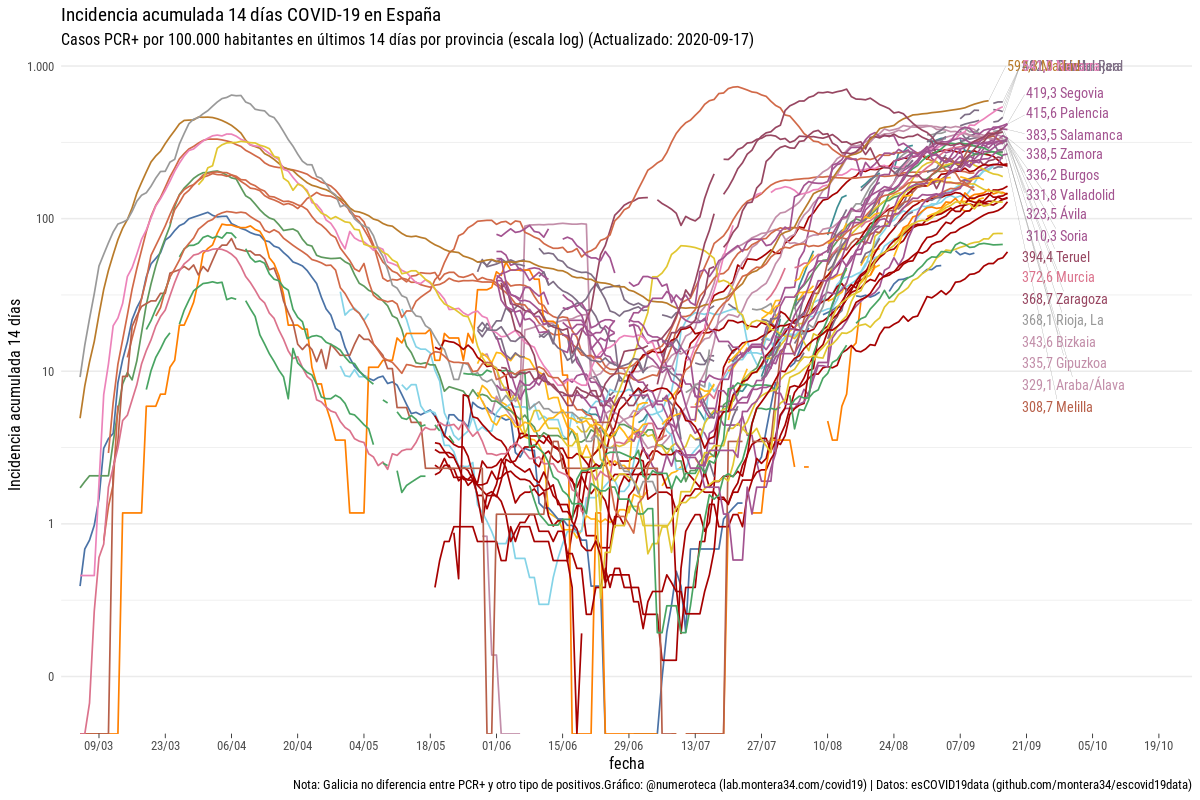 Incidencia acumulada 14 días COVID-19 en España
Casos PCR+ por 100.000 habitantes en últimos 14 días por provincia (escala log) (Actualizado: 2020-09-17)
Incidencia acumulada 14 días
1.000
100
10
1
0
419,3 Segovia
415,6 Palencia
383,5 Salamanca
338,5 Zamora
336,2 Burgos
331,8 Valladolid
323,5 Ávila
310,3 Soria
394,4 Teruel
372,6 Murcia
368,7 Zaragoza
368,1 Rioja, La
343,6 Bizkaia
335,7 Gipuzkoa
329,1 Araba/Álava
308,7 Melilla
09/03 23/03 06/04 20/04 04/05 18/05 01/06 15/06 29/06 13/07 27/07 10/08 24/08 07/09 21/09 05/10 19/10
fecha
Nota: Galicia no diferencia entre PCR+ y otro tipo de positivos.Gráfico: @numeroteca (lab.montera34.com/covid19) | Datos: esCOVID19data (github.com/montera34/escovid19data)